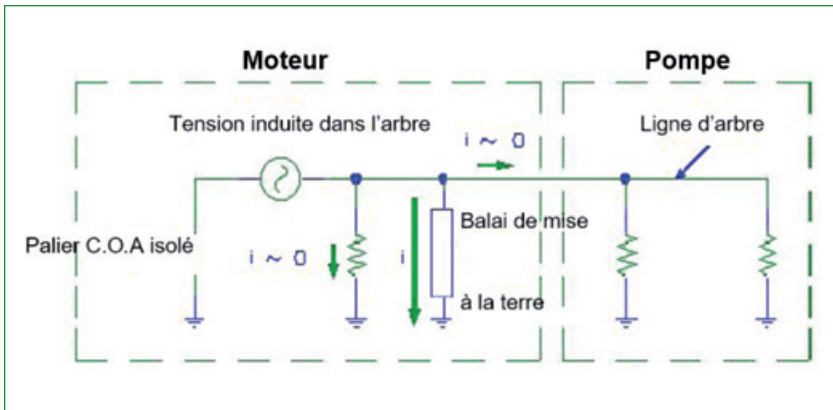 Moteur
Pompe
Tension induite dans l'arbre
i ~ 0
Ligne d'arbre
Palier C.O.A isolé
i ~ 0
i
Balai de mise
à la terre